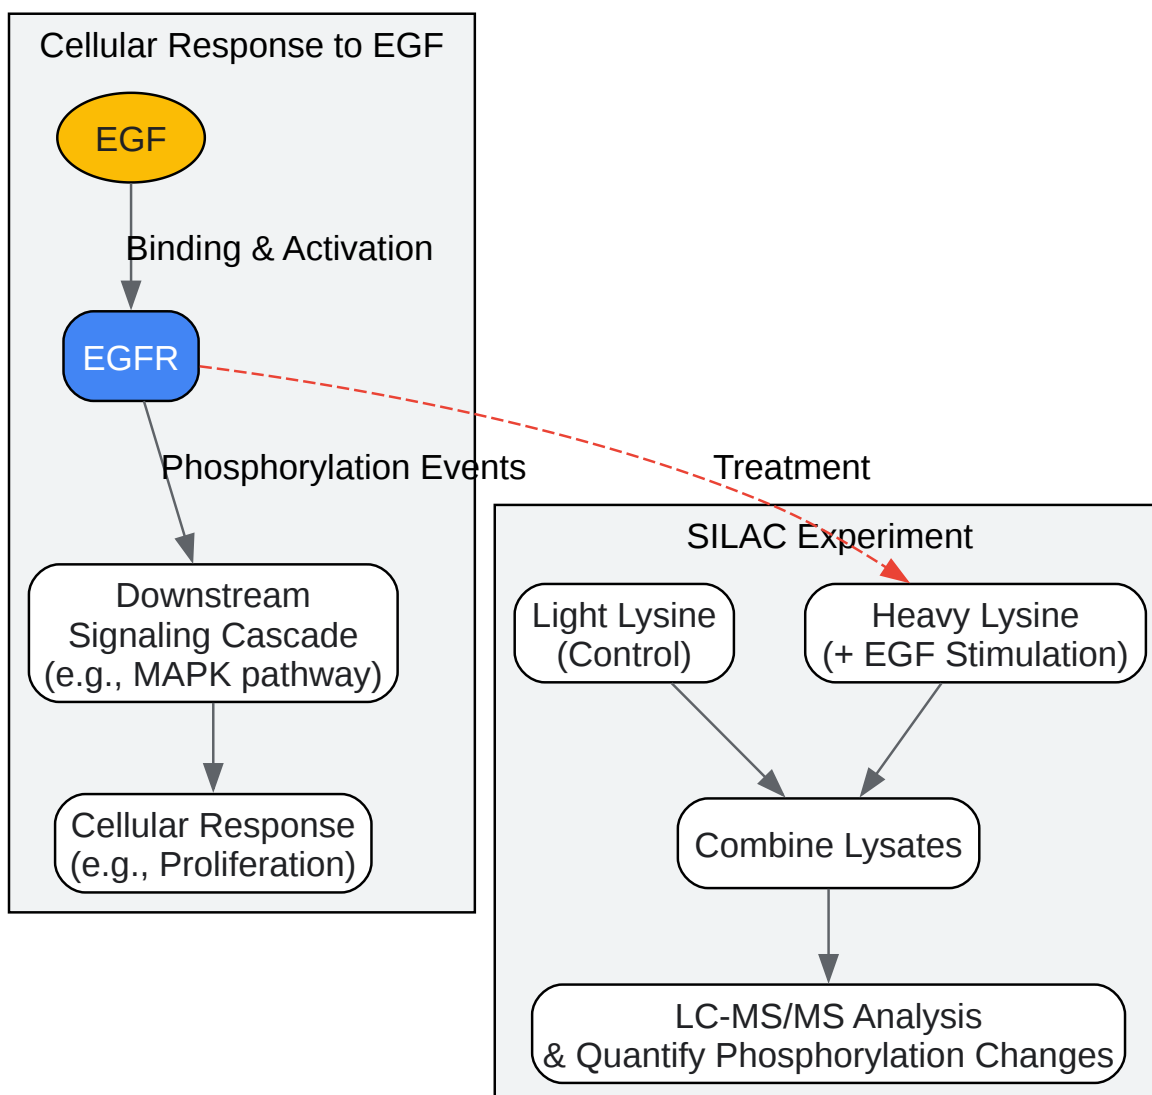 Cellular Response to EGF
EGF
Binding & Activation
EGFR
Phosphorylation Events
Downstream
Signaling Cascade
(e.g., MAPK pathway)
Cellular Response
(e.g., Proliferation)
Treatment
SILAC Experiment
Light Lysine
(Control)
Heavy Lysine
(+ EGF Stimulation)
Combine Lysates
LC-MS/MS Analysis
& Quantify Phosphorylation Changes